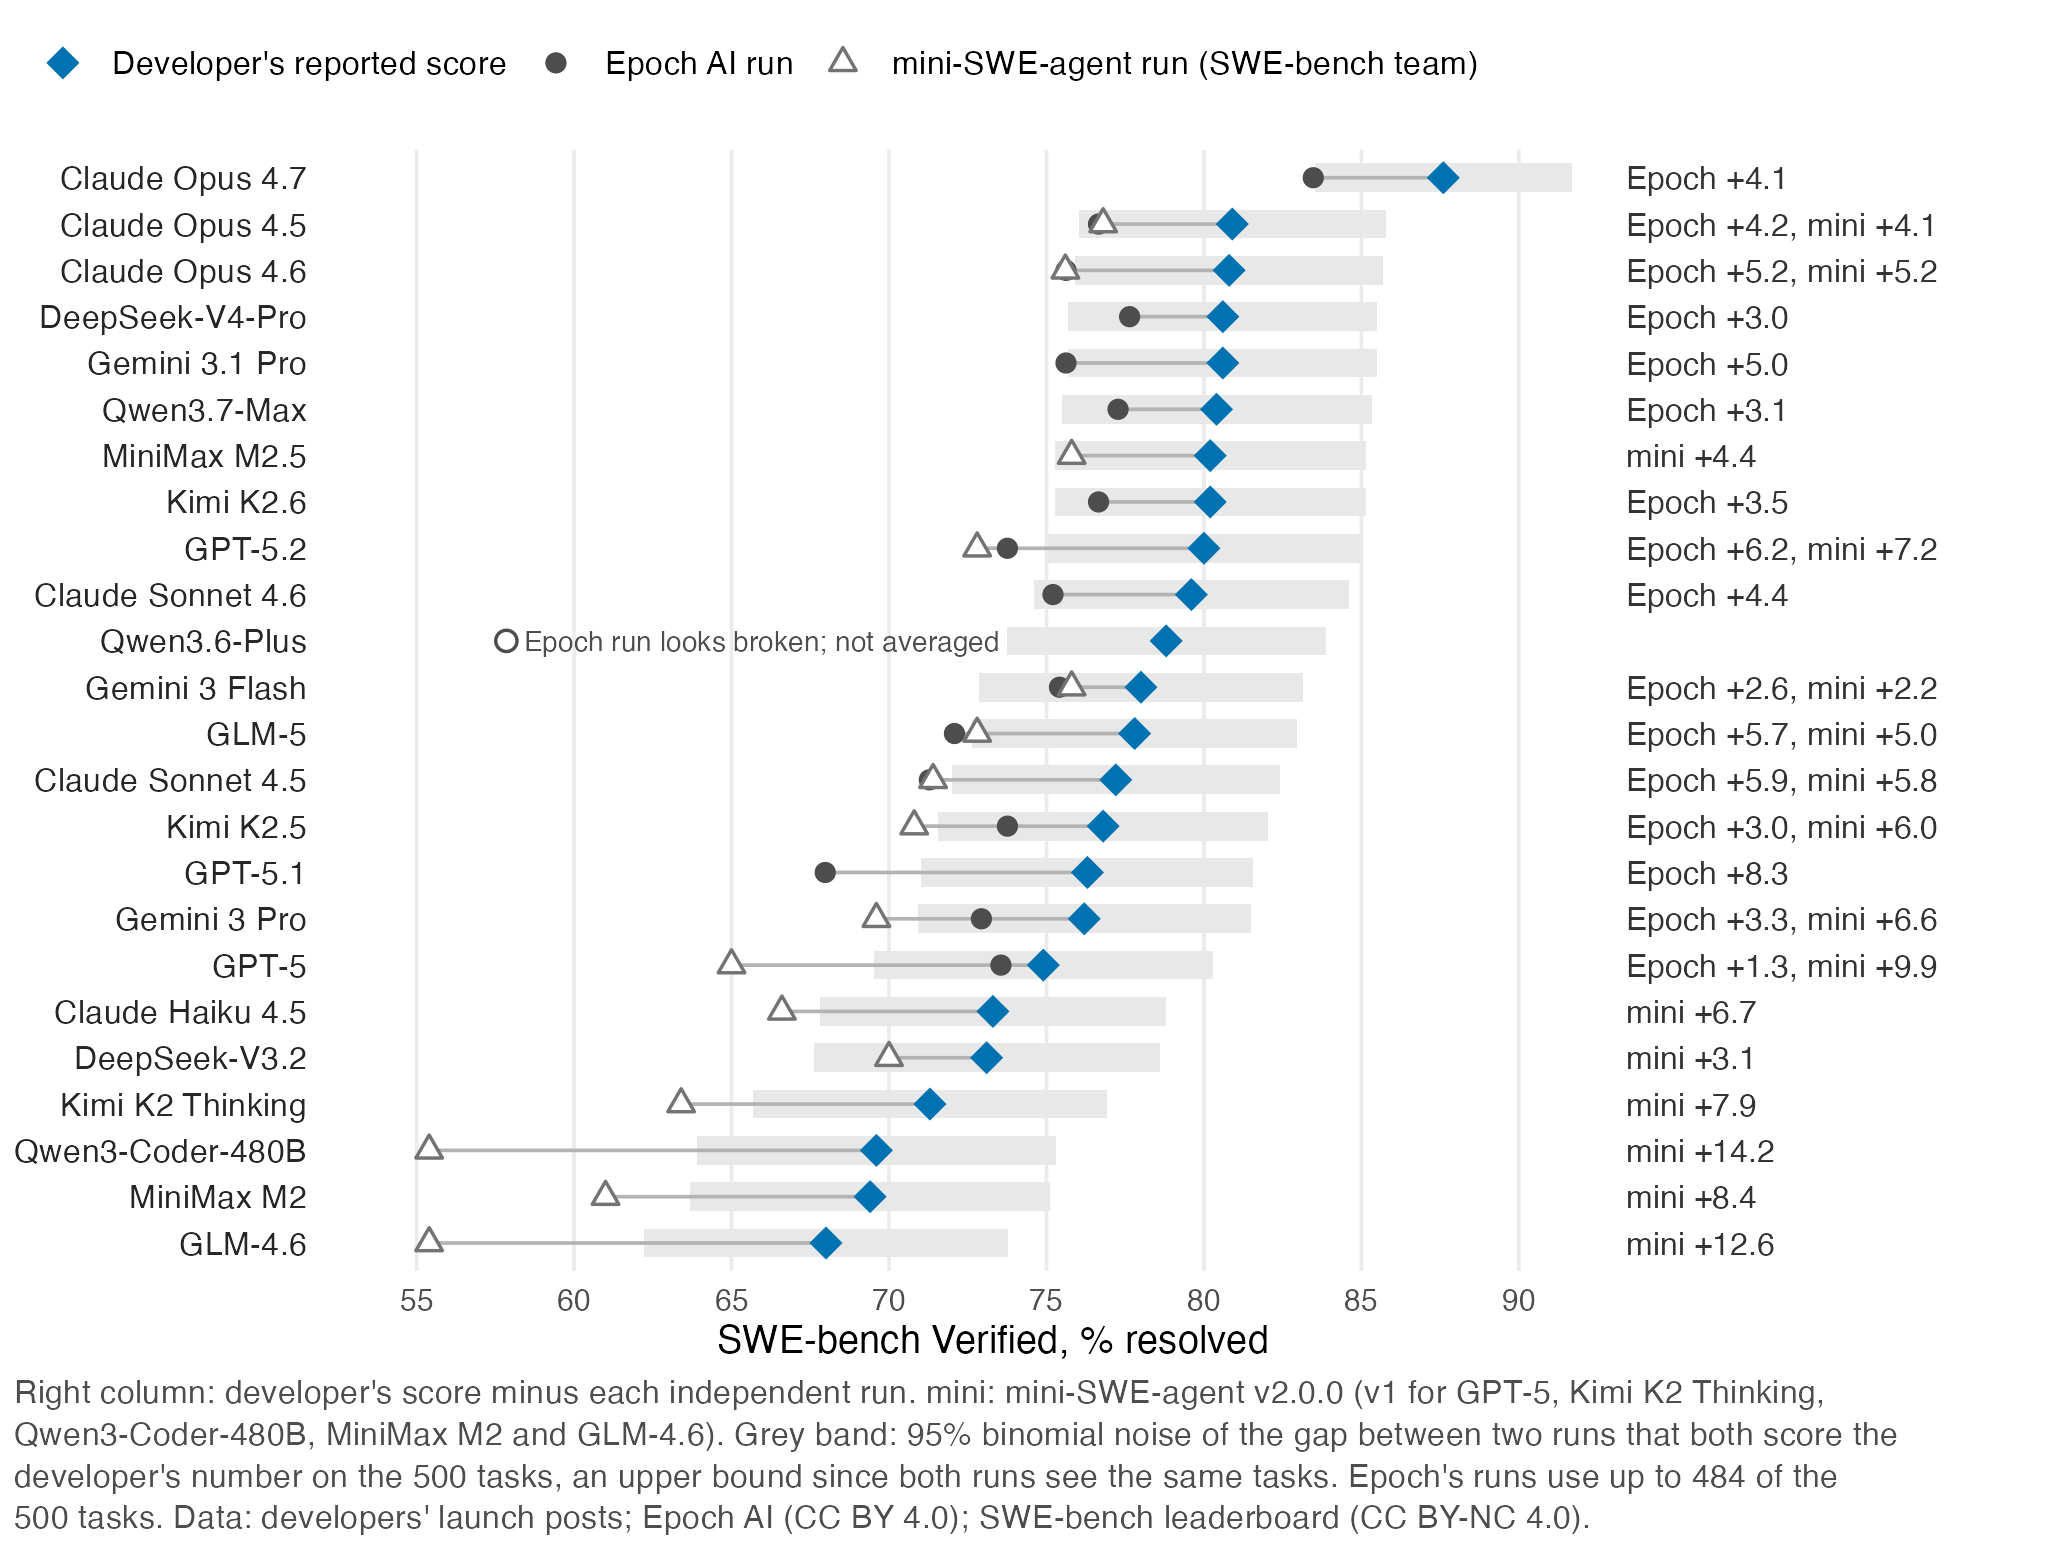 Developer's reported score Epoch AI run mini-SWE-agent run (SWE-bench team)
Claude Opus 4.7 Epoch +4.1
Claude Opus 4.5 Epoch +4.2, mini +4.1
Claude Opus 4.6 Epoch +5.2, mini +5.2
DeepSeek-V4-Pro Epoch +3.0
Gemini 3.1 Pro Epoch +5.0
Qwen3.7-Max Epoch +3.1
MiniMax M2.5 mini +4.4
Kimi K2.6 Epoch +3.5
GPT-5.2 Epoch +6.2, mini +7.2
Claude Sonnet 4.6 Epoch +4.4
Qwen3.6-Plus Epoch run looks broken; not averaged
Gemini 3 Flash Epoch +2.6, mini +2.2
GLM-5 Epoch +5.7, mini +5.0
Claude Sonnet 4.5 Epoch +5.9, mini +5.8
Kimi K2.5 Epoch +3.0, mini +6.0
GPT-5.1 Epoch +8.3
Gemini 3 Pro Epoch +3.3, mini +6.6
GPT-5 Epoch +1.3, mini +9.9
Claude Haiku 4.5 mini +6.7
DeepSeek-V3.2 mini +3.1
Kimi K2 Thinking mini +7.9
Qwen3-Coder-480B mini +14.2
MiniMax M2 mini +8.4
GLM-4.6 mini +12.6
55 60 65 70 75 80 85 90
SWE-bench Verified, % resolved
Right column: developer's score minus each independent run. mini: mini-SWE-agent v2.0.0 (v1 for GPT-5, Kimi K2 Thinking,
Qwen3-Coder-480B, MiniMax M2 and GLM-4.6). Grey band: 95% binomial noise of the gap between two runs that both score the
developer's number on the 500 tasks, an upper bound since both runs see the same tasks. Epoch's runs use up to 484 of the
500 tasks. Data: developers' launch posts; Epoch AI (CC BY 4.0); SWE-bench leaderboard (CC BY-NC 4.0).